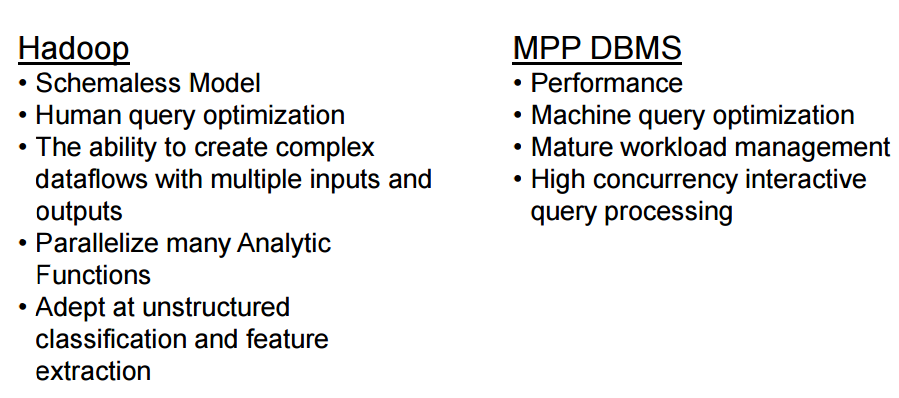 Hadoop
• Schemaless Model
• Human query optimization
• The ability to create complex
dataflows with multiple inputs and
outputs
• Parallelize many Analytic
Functions
• Adept at unstructured
classification and feature
extraction
MPP DBMS
• Performance
• Machine query optimization
• Mature workload management
• High concurrency interactive
query processing